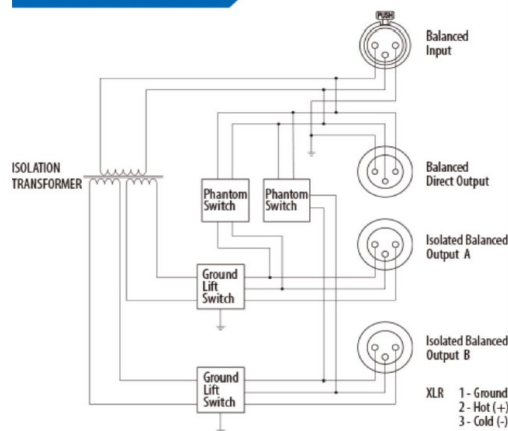 PUSH
Balanced
Input
ISOLATION
TRANSFORMER
Phantom
Switch
Phantom
Switch
Balanced
Direct Output
Isolated Balanced
Output A
Ground
Lift
Switch
Isolated Balanced
Output B
Ground
Lift
Switch
XLR 1 - Ground
2 - Hot (+)
3 - Cold (-)